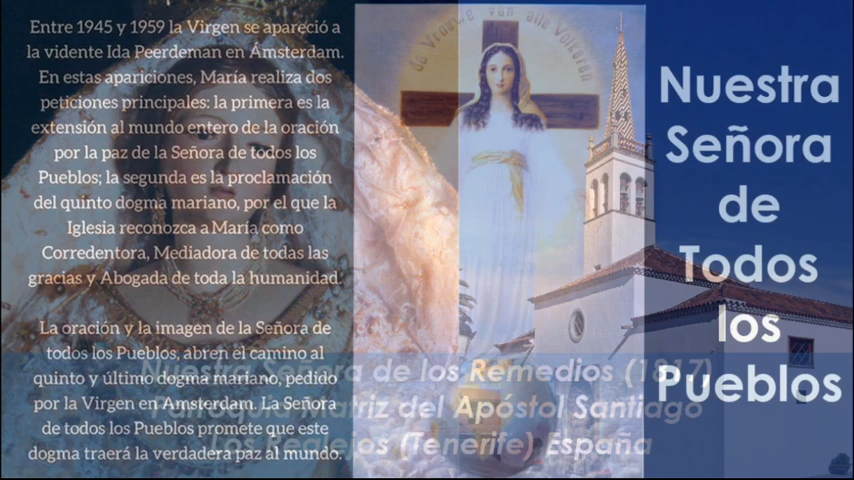 Entre 1945 y 1959 la Virgen se apareció a
la vidente Ida Peerdeman en Ámsterdam.
En estas apariciones, María realiza dos
peticiones principales: la primera es la
extensión al mundo entero de la oración
por la paz de la Señora de todos los
Pueblos; la segunda es la proclamación
del quinto dogma mariano, por el que la
Iglesia reconozca a María como
Corredentora, Mediadora de todas las
gracias y Abogada de toda la humanidad.
La oración y la imagen de la Señora de
todos los Pueblos, abren el camino al
quinto y último dogma mariano, pedido
por la Virgen en Amsterdam. La Señora
de todos los Pueblos promete que este
dogma traerá la verdadera paz al mundo.
de Vrouwe van alle Volkeren
Nuestra
Señora
de
Todos
los
Pueblos
Nuestra Señora de los Remedios (1817)
Parroquia Matriz del Apóstol Santiago
Los Realejos (Tenerife) España